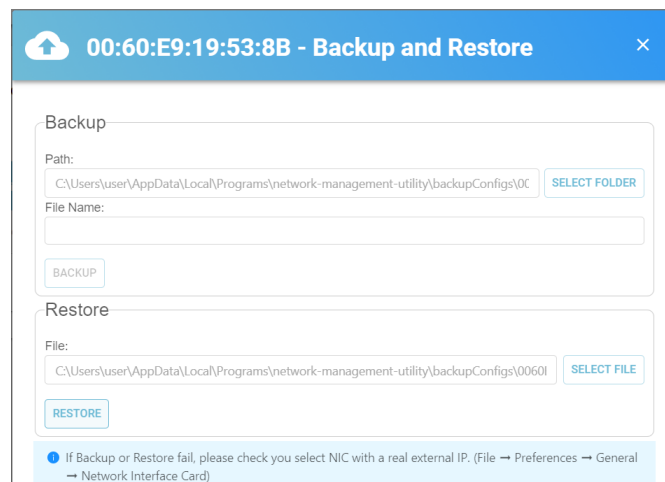 00:60:E9:19:53:8B - Backup and Restore
Backup
Path:
C:\Users\user\AppData\Local\Programs\network-management-utility\backupConfigs\00
SELECT FOLDER
File Name:
BACKUP
Restore
File:
C:\Users\user\AppData\Local\Programs\network-management-utility\backupConfigs\0060
SELECT FILE
RESTORE
If Backup or Restore fail, please check you select NIC with a real external IP. (File → Preferences → General
→ Network Interface Card)